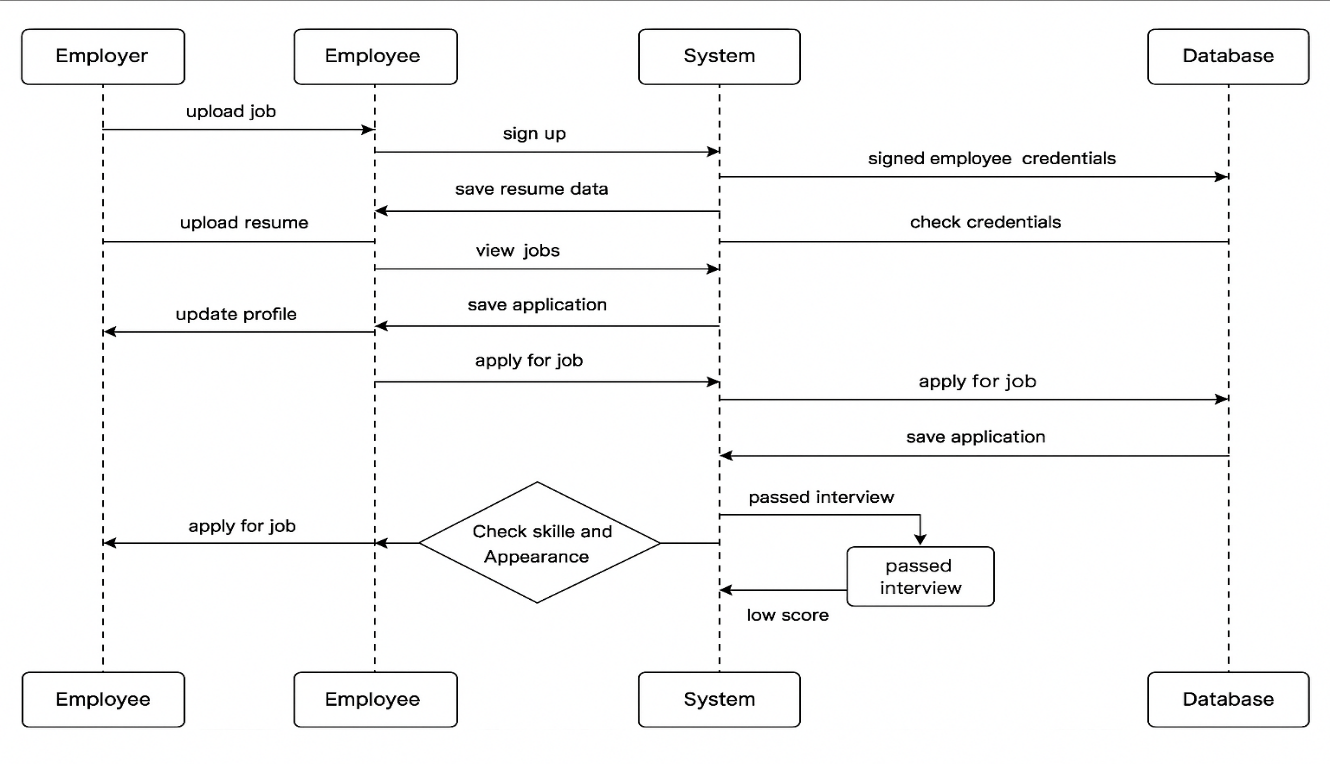 Employer
Employee
System
Database
upload job
sign up
signed employee credentials
save resume data
upload resume
check credentials
view jobs
save application
update profile
apply for job
apply for job
save application
passed interview
apply for job
Check skille and
Appearance
passed
interview
low score
Employee
Employee
System
Database